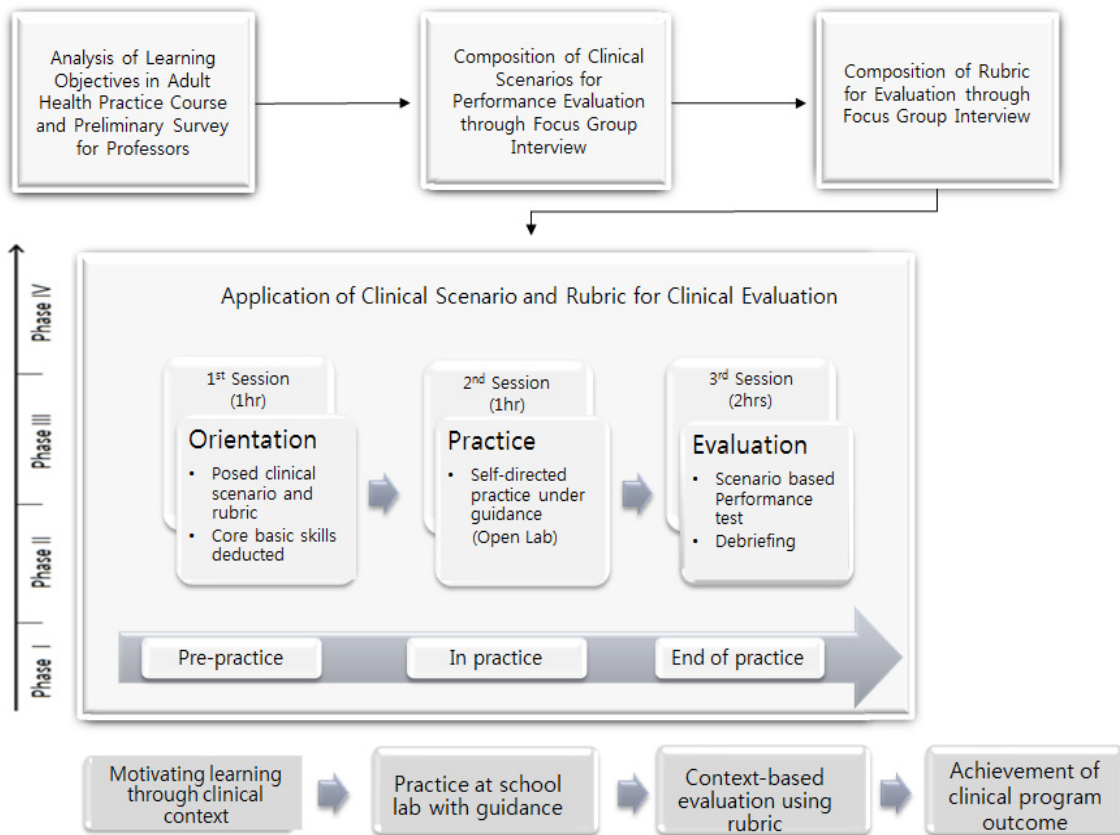 Analysis of Learning
Objectives in Adult
Health Practice Course
and Preliminary Survey
for Professors
Composition of Clinical
Scenarios for
Performance Evaluation
through Focus Group
Interview
Composition of Rubric
for Evaluation through
Focus Group Interview
Phase IV
Phase III
Phase II
Phase I
Application of Clinical Scenario and Rubric for Clinical Evaluation
1st Session
(1hr)
Orientation
• Posed clinical
scenario and
rubric
• Core basic skills
deducted
2nd Session
(1hr)
Practice
• Self-directed
practice under
guidance
(Open Lab)
3rd Session
(2hrs)
Evaluation
• Scenario based
Performance
test
• Debriefing
Pre-practice
In practice
End of practice
Motivating learning
through clinical
context
Practice at school
lab with guidance
Context-based
evaluation using
rubric
Achievement of
clinical program
outcome